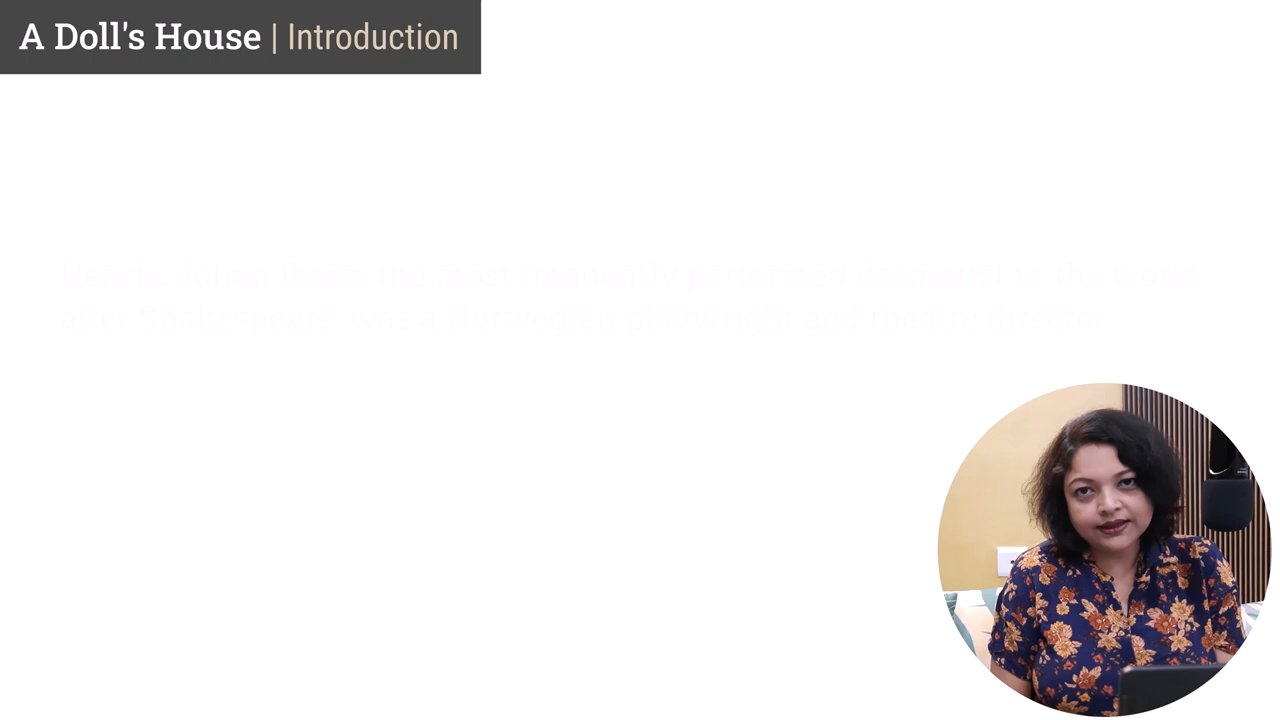 A Doll's House | Introduction
Henrik Johan Ibsen, the most frequently performed dramatist in the world
after Shakespeare, was a Norwegian playwright and theatre director.